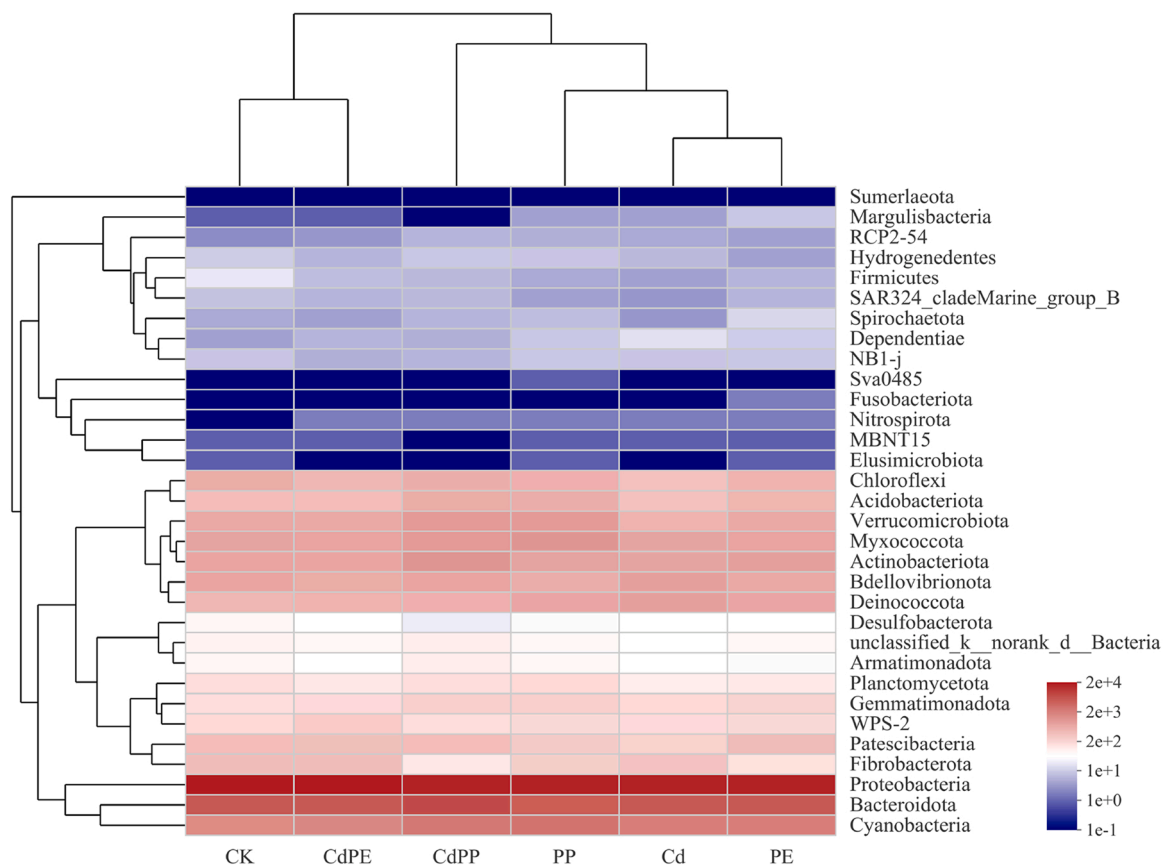 Sumerlaeota
Margulisbacteria
RCP2-54
Hydrogenedentes
Firmicutes
SAR324_cladeMarine_group_B
Spirochaetota
Dependentiae
NB1-j
Sva0485
Fusobacteriota
Nitrospirota
MBNT15
Elusimicrobiota
Chloroflexi
Acidobacteriota
Verrucomicrobiota
Myxococcota
Actinobacteriota
Bdellovibrionota
Deinococcota
Desulfobacterota
unclassified_k__norank_d__Bacteria
Armatimonadota
Planctomycetota
Gemmatimonadota
WPS-2
Patescibacteria
Fibrobacterota
Proteobacteria
Bacteroidota
Cyanobacteria
2e+4
2e+3
2e+2
1e+1
1e+0
1e-1
CK CdPE CdPP PP Cd PE